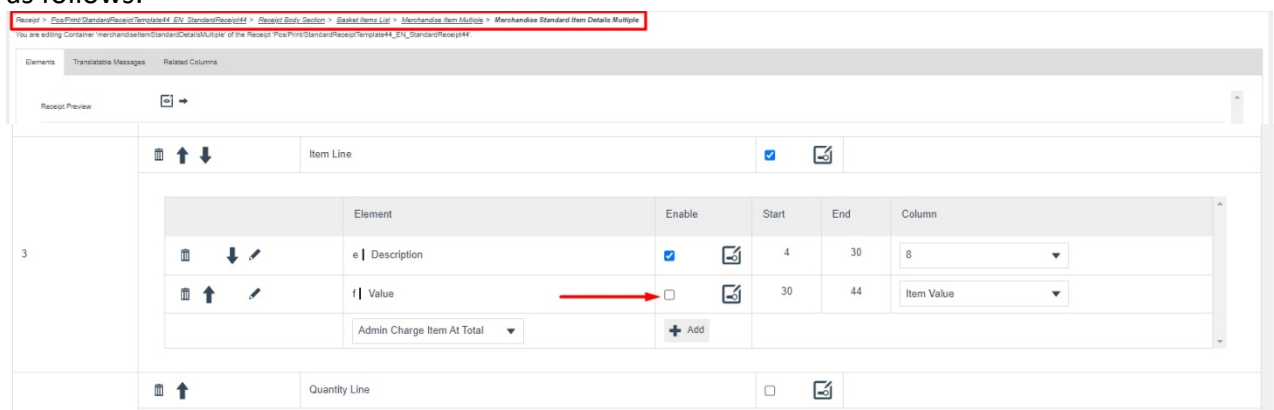 as follows:
Receipt > Pos/Print/StandardReceiptTemplate44_EN_StandardReceipt44 > Receipt Body Section > Basket Items List > Merchandise Item Multiple > Merchandise Standard Item Details Multiple
You are editing Container 'merchandiseItemStandardDetailsMultiple' of the Receipt 'Pos/Print/StandardReceiptTemplate44_EN_StandardReceipt44'.
Elements Translatable Messages Related Columns
Receipt Preview
Item Line
Element Enable Start End Column
3
e Description 4 30 8
f Value 30 44 Item Value
Admin Charge Item At Total Add
Quantity Line